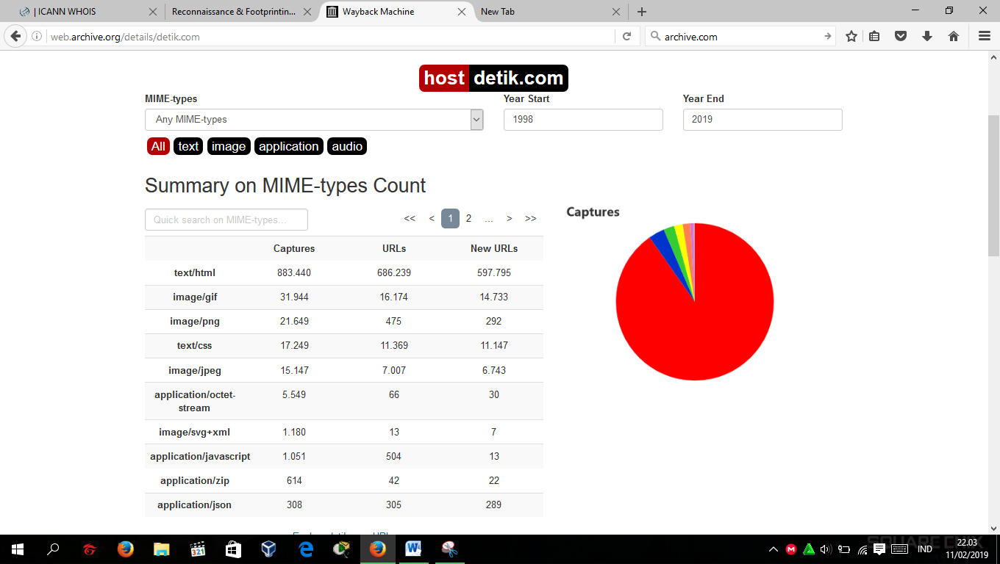 | ICANN WHOIS
Reconnaissance & Footprintin...
Wayback Machine
New Tab
web.archive.org/details/detik.com
archive.com
host detik.com
MIME-types
Year Start
Year End
Any MIME-types
1998
2019
All text image application audio
Summary on MIME-types Count
Quick search on MIME-types...
<< < 1 2 ... > >>
Captures
Captures URLs New URLs
text/html 883.440 686.239 597.795
image/gif 31.944 16.174 14.733
image/png 21.649 475 292
text/css 17.249 11.369 11.147
image/jpeg 15.147 7.007 6.743
application/octet-
stream 5.549 66 30
image/svg+xml 1.180 13 7
application/javascript 1.051 504 13
application/zip 614 42 22
application/json 308 305 289
321
IND
22.03
11/02/2019